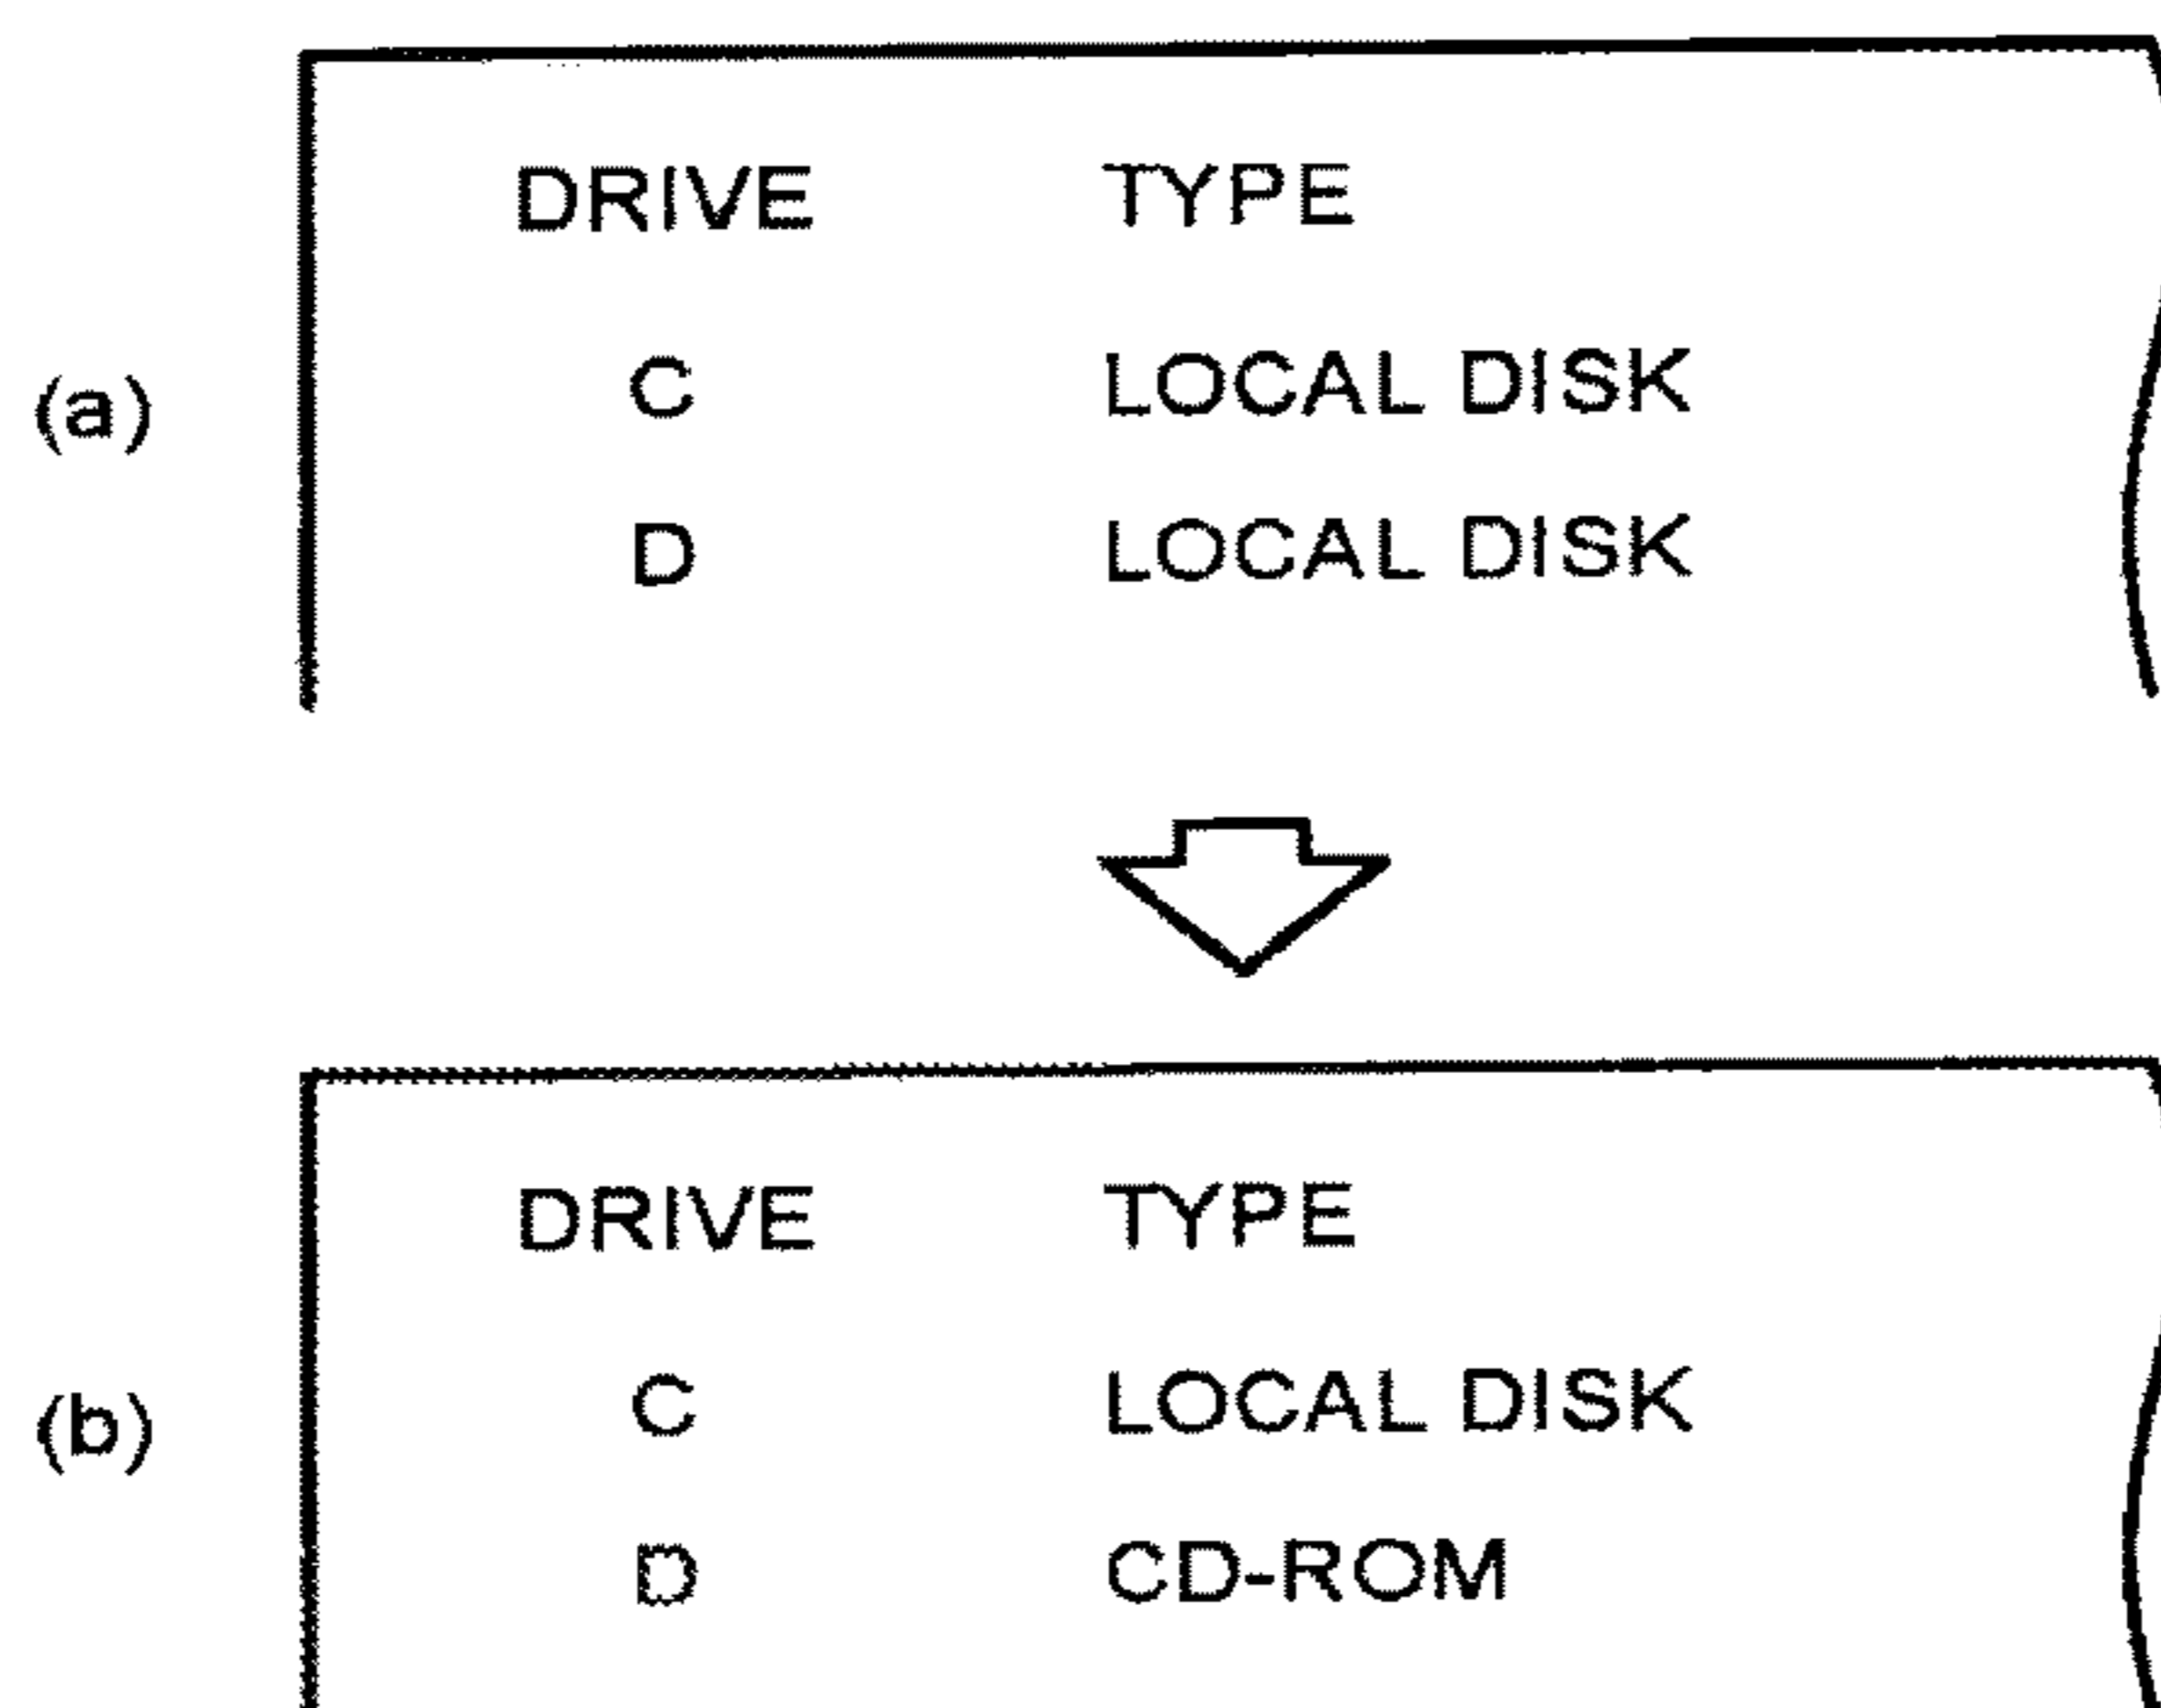 DRIVE TYPE
(a)
C LOCAL DISK
D LOCAL DISK
DRIVE TYPE
(b)
C LOCAL DISK
D CD-ROM